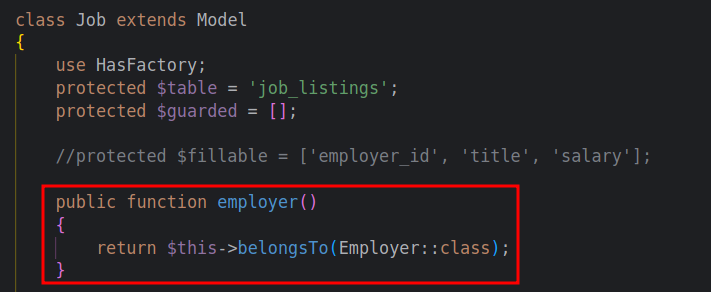 class Job extends Model
{
    use HasFactory;
    protected $table = 'job_listings';
    protected $guarded = [];

    //protected $fillable = ['employer_id', 'title', 'salary'];

    public function employer()
    {
        return $this->belongsTo(Employer::class);
    }